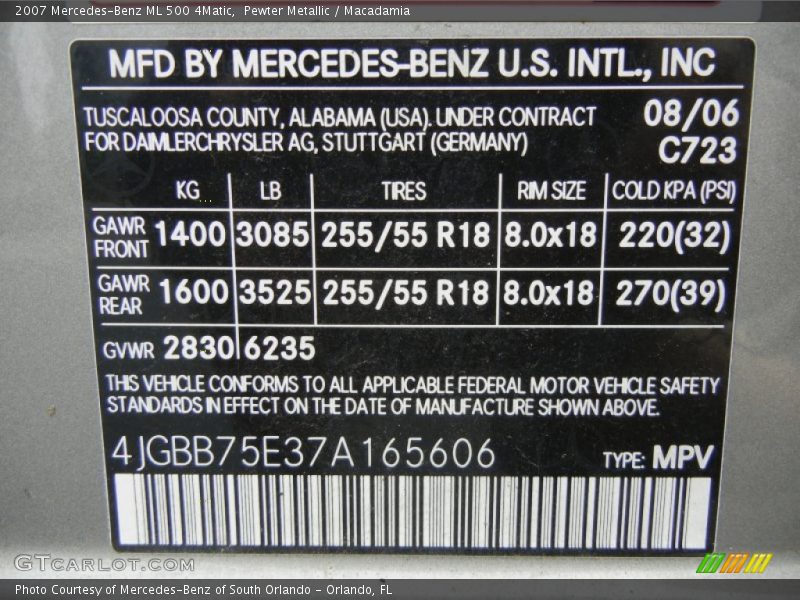 2007 Mercedes-Benz ML 500 4Matic, Pewter Metallic / Macadamia
MFD BY MERCEDES-BENZ U.S. INTL., INC
TUSCALOOSA COUNTY, ALABAMA (USA). UNDER CONTRACT 08/06
FOR DAIMLERCHRYSLER AG, STUTTGART (GERMANY) C723
KG LB TIRES RIM SIZE COLD KPA (PSI)
GAWR FRONT 1400 3085 255/55 R18 8.0x18 220(32)
GAWR REAR 1600 3525 255/55 R18 8.0x18 270(39)
GVWR 2830 6235
THIS VEHICLE CONFORMS TO ALL APPLICABLE FEDERAL MOTOR VEHICLE SAFETY
STANDARDS IN EFFECT ON THE DATE OF MANUFACTURE SHOWN ABOVE.
4JGBB75E37A165606 TYPE: MPV
GTCARLOT.COM
Photo Courtesy of Mercedes-Benz of South Orlando - Orlando, FL